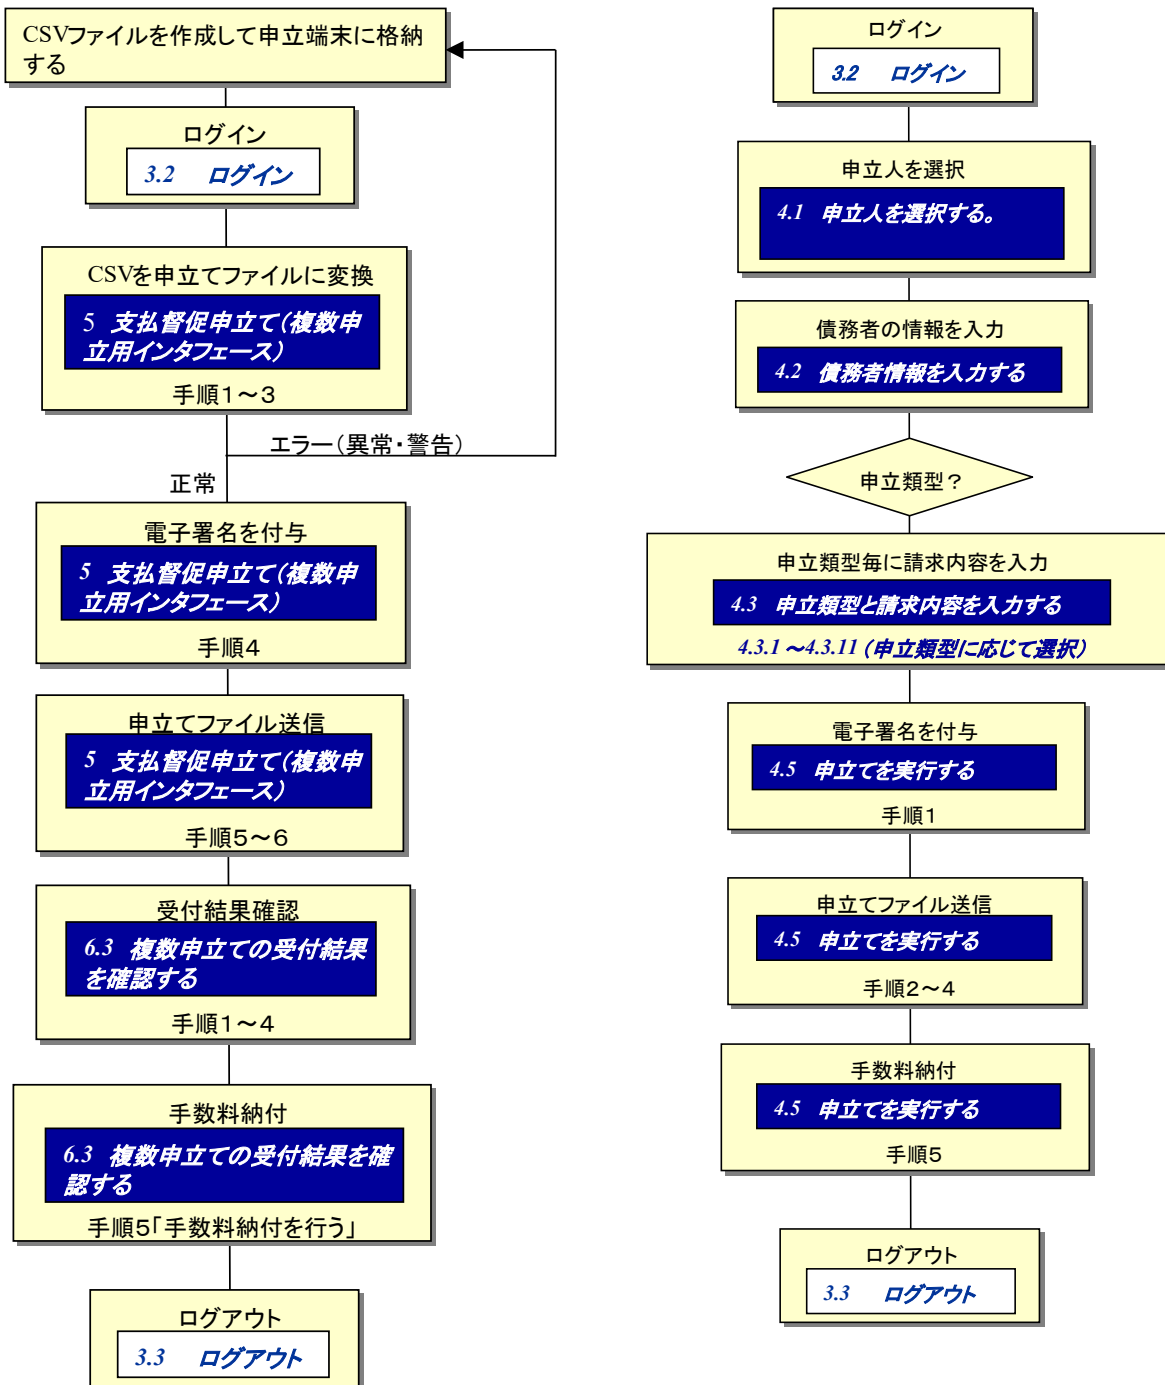 CSVファイルを作成して申立端末に格納
する
ログイン
3.2 ログイン
CSVを申立てファイルに変換
5 支払督促申立て(複数申
立用インタフェース)
手順1～3
エラー(異常・警告)
正常
電子署名を付与
5 支払督促申立て(複数申
立用インタフェース)
手順4
申立てファイル送信
5 支払督促申立て(複数申
立用インタフェース)
手順5～6
受付結果確認
6.3 複数申立ての受付結果
を確認する
手順1～4
手数料納付
6.3 複数申立ての受付結果を確
認する
手順5「手数料納付を行う」
ログアウト
3.3 ログアウト
ログイン
3.2 ログイン
申立人を選択
4.1 申立人を選択する。
債務者の情報を入力
4.2 債務者情報を入力する
申立類型？
申立類型毎に請求内容を入力
4.3 申立類型と請求内容を入力する
4.3.1～4.3.11(申立類型に応じて選択)
電子署名を付与
4.5 申立てを実行する
手順1
申立てファイル送信
4.5 申立てを実行する
手順2～4
手数料納付
4.5 申立てを実行する
手順5
ログアウト
3.3 ログアウト